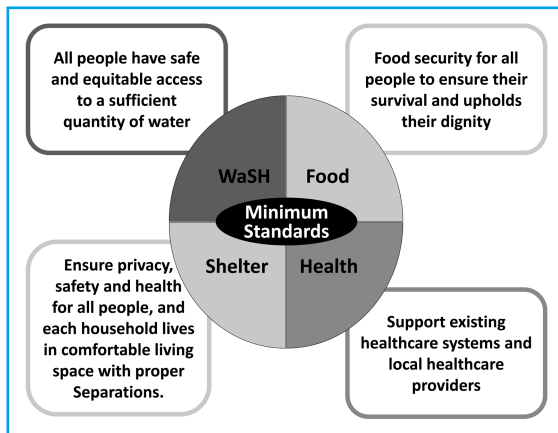 All people have safe
and equitable access
to a sufficient
quantity of water
Food security for all
people to ensure their
survival and upholds
their dignity
WaSH
Food
Minimum
Standards
Shelter
Health
Ensure privacy,
safety and health
for all people, and
each household lives
in comfortable living
space with proper
Separations.
Support existing
healthcare systems and
local healthcare
providers